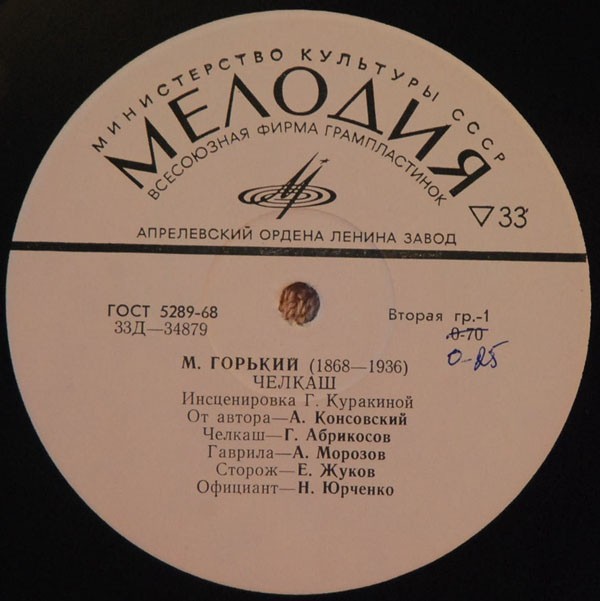 МИНИСТЕРСТВО КУЛЬТУРЫ СССР
МЕЛОДИЯ
ВСЕСОЮЗНАЯ ФИРМА ГРАМПЛАСТИНОК
33
АПРЕЛЕВСКИЙ ОРДЕНА ЛЕНИНА ЗАВОД
ГОСТ 5289-68
33Д—34879
Вторая гр.-1
0-70
0-25
М. ГОРЬКИЙ (1868—1936)
ЧЕЛКАШ
Инсценировка Г. Куракиной
От автора—А. Консовский
Челкаш—Г. Абрикосов
Гаврила—А. Морозов
Сторож—Е. Жуков
Официант—Н. Юрченко